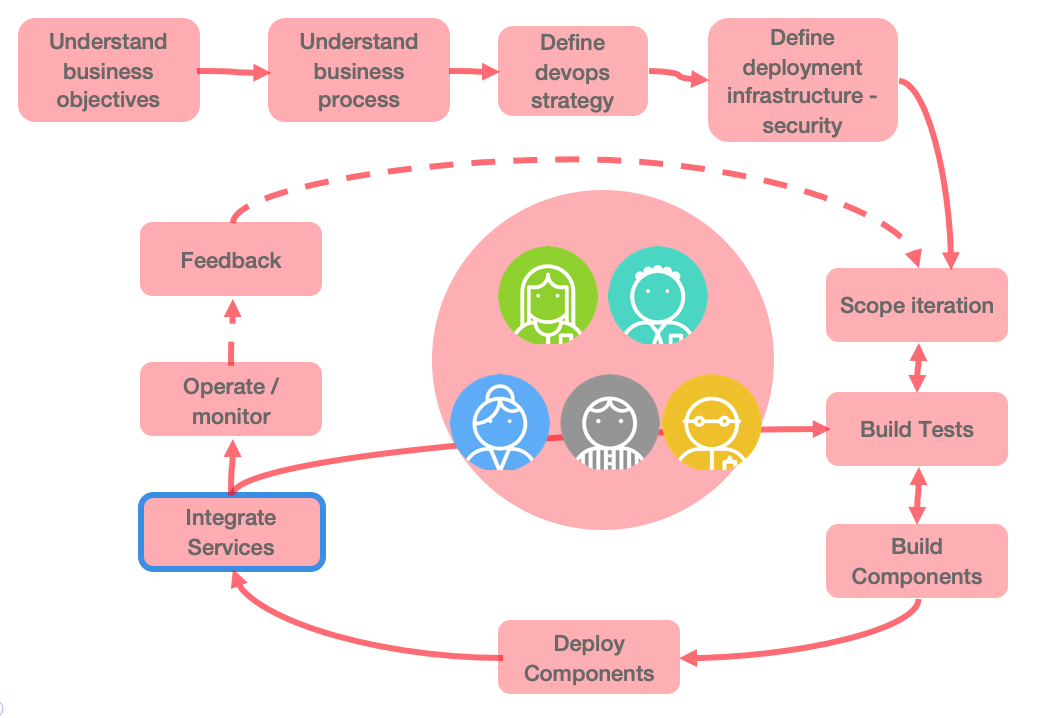 Understand
business
objectives
Understand
business
process
Define
devops
strategy
Define
deployment
infrastructure -
security
Feedback
Scope iteration
Operate /
monitor
Build Tests
Integrate
Services
Build
Components
Deploy
Components